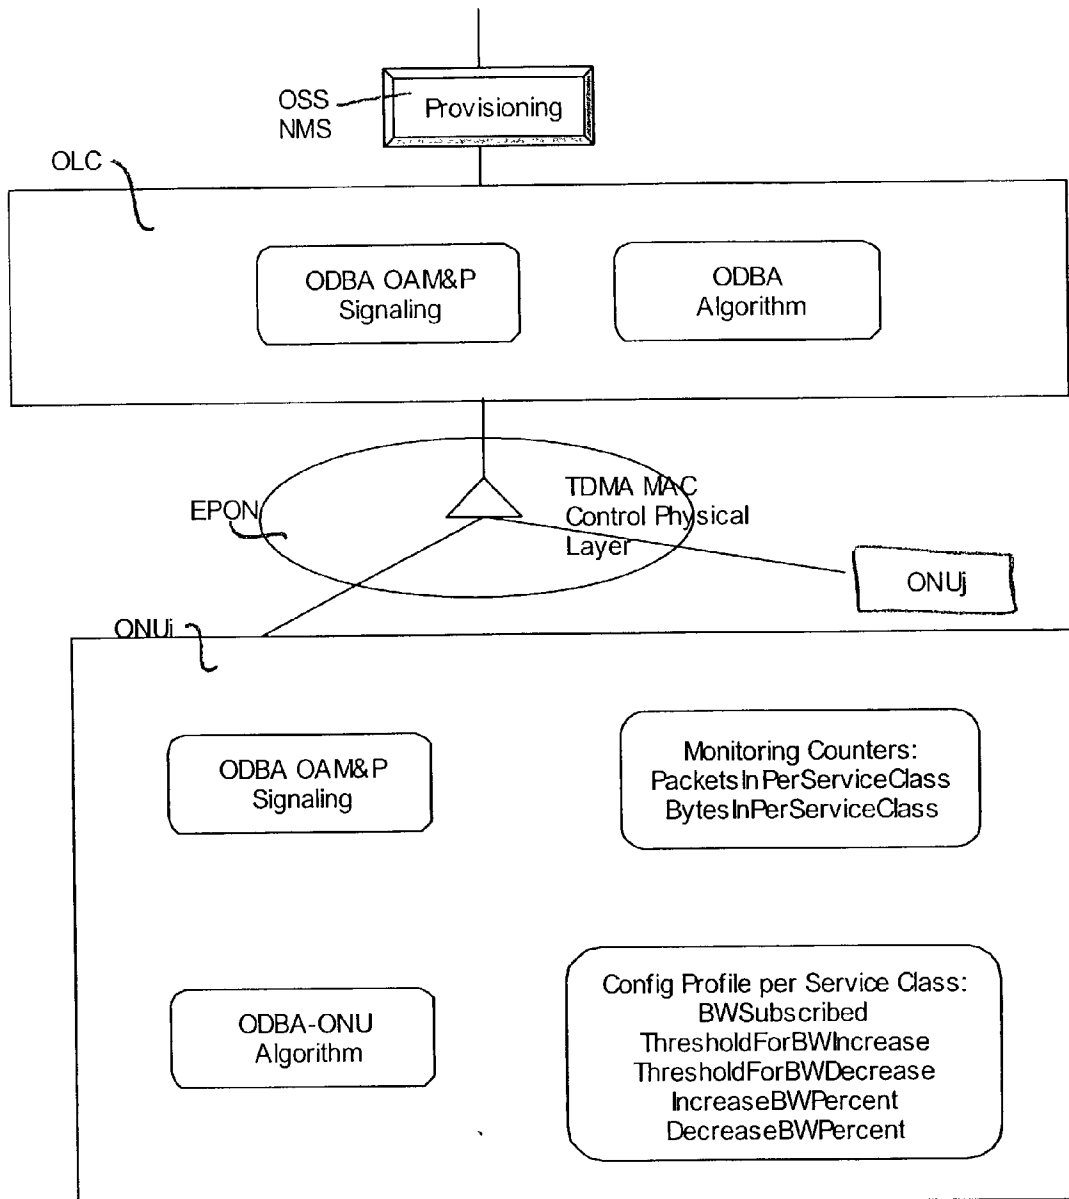 OSS
NMS
Provisioning
OLC
ODBA OAM&P
Signaling
ODBA
Algorithm
EPON
TDMA MAC
Control Physical
Layer
ONUj
ONUi
ODBA OAM&P
Signaling
Monitoring Counters:
PacketsInPerServiceClass
BytesInPerServiceClass
ODBA-ONU
Algorithm
Config Profile per Service Class:
BWSubscribed
ThresholdForBWIncrease
ThresholdForBWDecrease
IncreaseBWPercent
DecreaseBWPercent